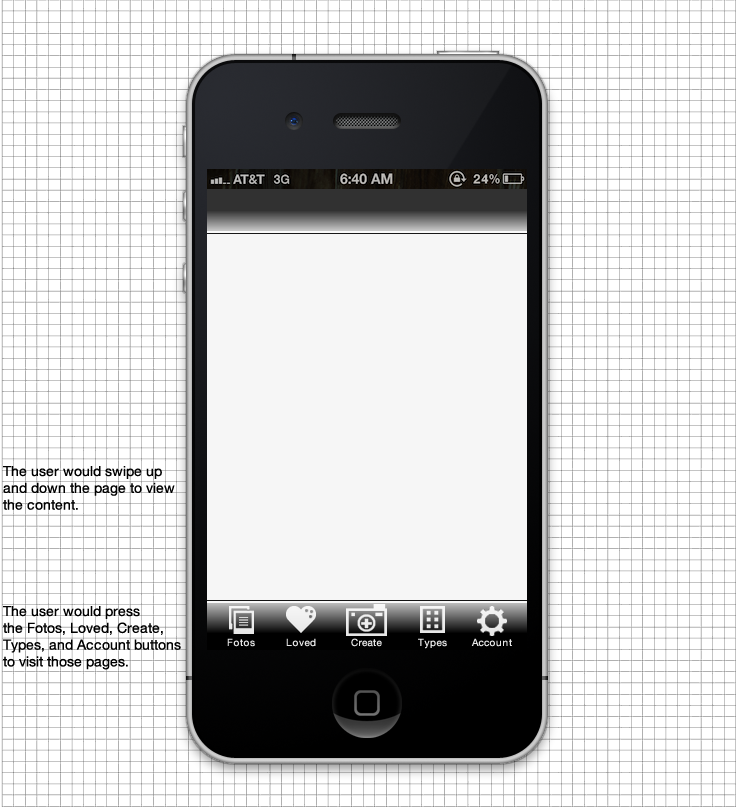 AT&T 3G 6:40 AM 24%
The user would swipe up
and down the page to view
the content.
The user would press
the Fotos, Loved, Create,
Types, and Account buttons
to visit those pages.
Fotos Loved Create Types Account